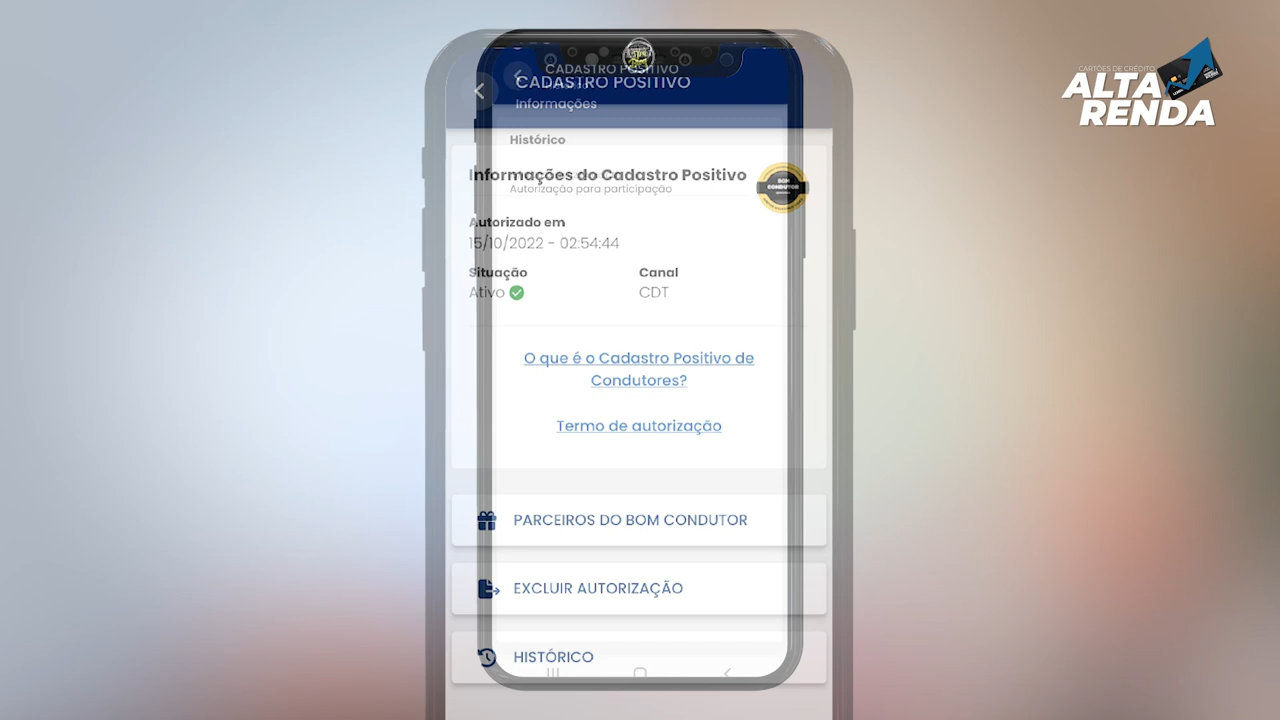 CARTÕES DE CRÉDITO
ALTA
RENDA
CADASTRO POSITIVO
CADASTRO POSITIVO
Informações
Histórico
Informações do Cadastro Positivo
Autorização para participação
BOM
CONDUTOR
Autorizado em
15/10/2022 - 02:54:44
Situação
Canal
Ativo
CDT
O que é o Cadastro Positivo de
Condutores?
Termo de autorização
PARCEIROS DO BOM CONDUTOR
EXCLUIR AUTORIZAÇÃO
HISTÓRICO